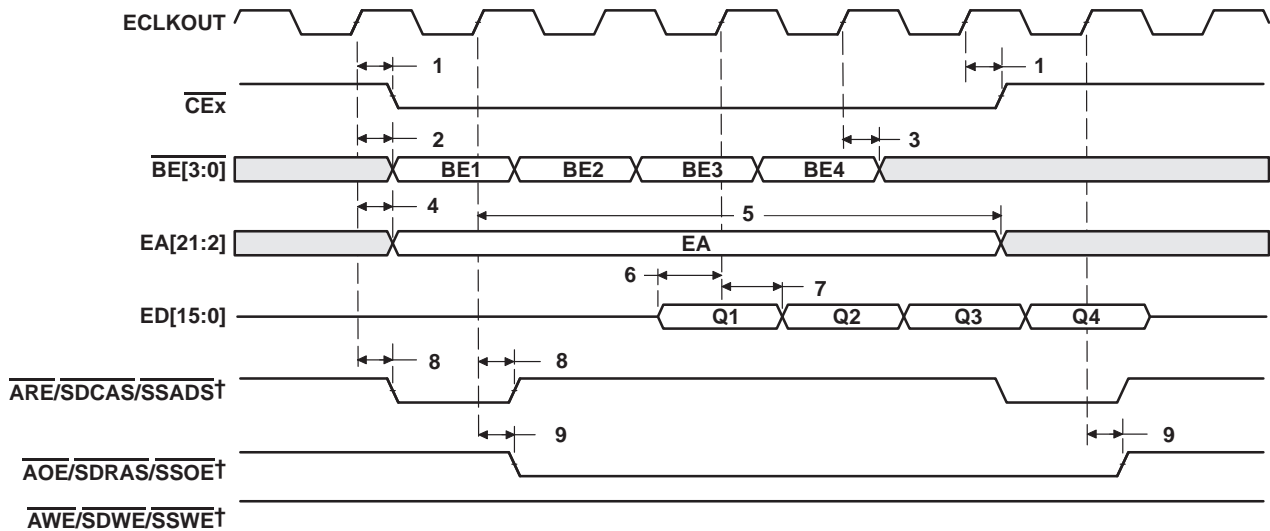 ECLKOUT
1
1
CEx
2
3
BE[3:0]
BE1
BE2
BE3
BE4
4
5
EA[21:2]
EA
6
7
ED[15:0]
Q1
Q2
Q3
Q4
8
8
ARE/SDCAS/SSADS†
9
9
AOE/SDRAS/SSOE†
AWE/SDWE/SSWE†